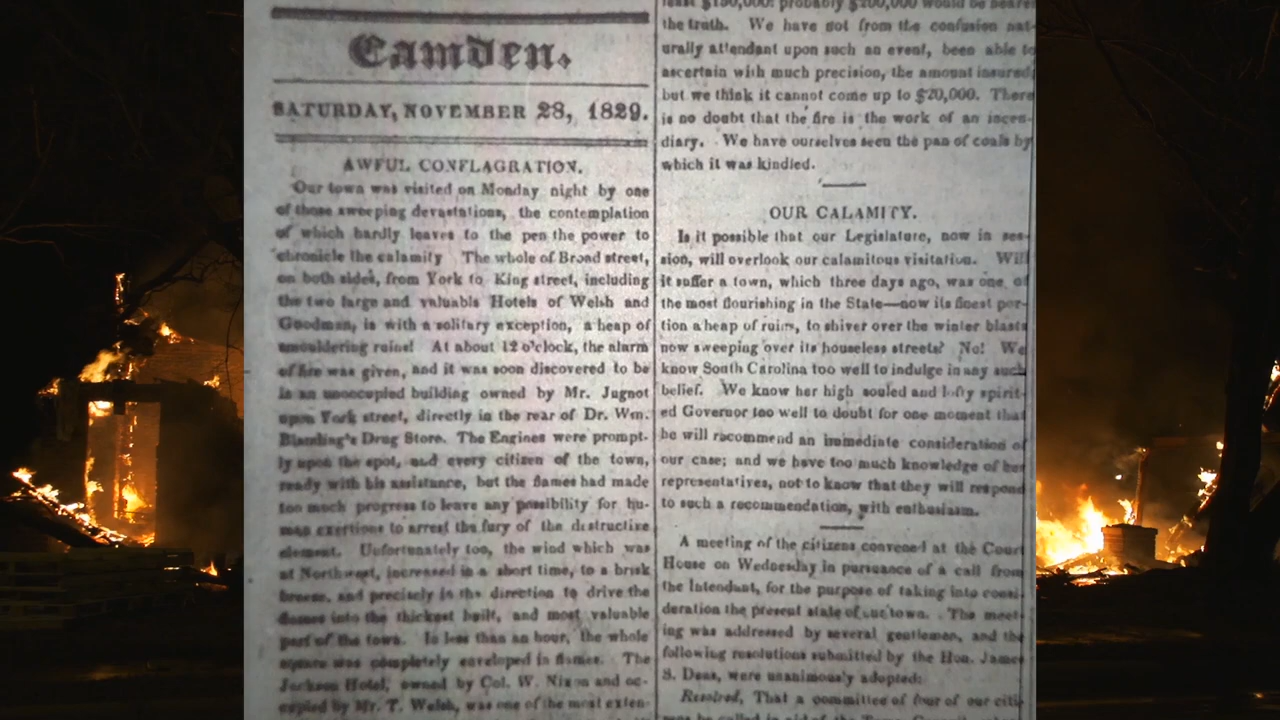 Camden.
SATURDAY, NOVEMBER 28, 1829.
AWFUL CONFLAGRATION.
Our town was visited on Monday night by one
of those sweeping devastations, the contemplation
of which hardly leaves to the pen the power to
chronicle the calamity The whole of Broad street,
on both sides, from York to King street, including
the two large and valuable Hotels of Welsh and
Goodman, is with a solitary exception, a heap of
smouldering ruins! At about 12 o'clock, the alarm
of fire was given, and it was soon discovered to be
in an unoccupied building owned by Mr. Jugnot
upon York street, directly in the rear of Dr. Wm.
Blanding's Drug Store. The Engines were prompt-
ly upon the spot, and every citizen of the town,
ready with his assistance, but the flames had made
too much progress to leave any possibility for hu-
man exertions to arrest the fury of the destructive
element. Unfortunately too, the wind which was
at Northwest, increased in a short time, to a brisk
breeze, and precisely in the direction to drive the
flames into the thickest built, and most valuable
part of the town. In less than an hour, the whole
square was completely enveloped in flames. The
Jackson Hotel, owned by Col. W. Nixon and oc-
cupied by Mr. T. Welsh, was one of the most exten-
least $150,000: probably $200,000 would be nearer
the truth. We have not from the confusion nat-
urally attendant upon such an event, been able to
ascertain with much precision, the amount insured,
but we think it cannot come up to $20,000. There
is no doubt that the fire is the work of an incen-
diary. We have ourselves seen the pan of coals by
which it was kindled.
OUR CALAMITY.
Is it possible that our Legislature, now in ses-
sion, will overlook our calamitous visitation. Will
it suffer a town, which three days ago, was one of
the most flourishing in the State—now its finest por-
tion a heap of ruins, to shiver over the winter blasts
now sweeping over its houseless streets? No! We
know South Carolina too well to indulge in any such
belief. We know her high souled and lofty spirit-
ed Governor too well to doubt for one moment that
he will recommend an immediate consideration of
our case; and we have too much knowledge of her
representatives, not to know that they will respond
to such a recommendation, with enthusiasm.
A meeting of the citizens convened at the Court
House on Wednesday in pursuance of a call from
the Intendant, for the purpose of taking into consi-
deration the present state of our town. The meet-
ing was addressed by several gentlemen, and the
following resolutions submitted by the Hon. James
S. Deas, were unanimously adopted:
Resolved, That a committee of four of our citi-